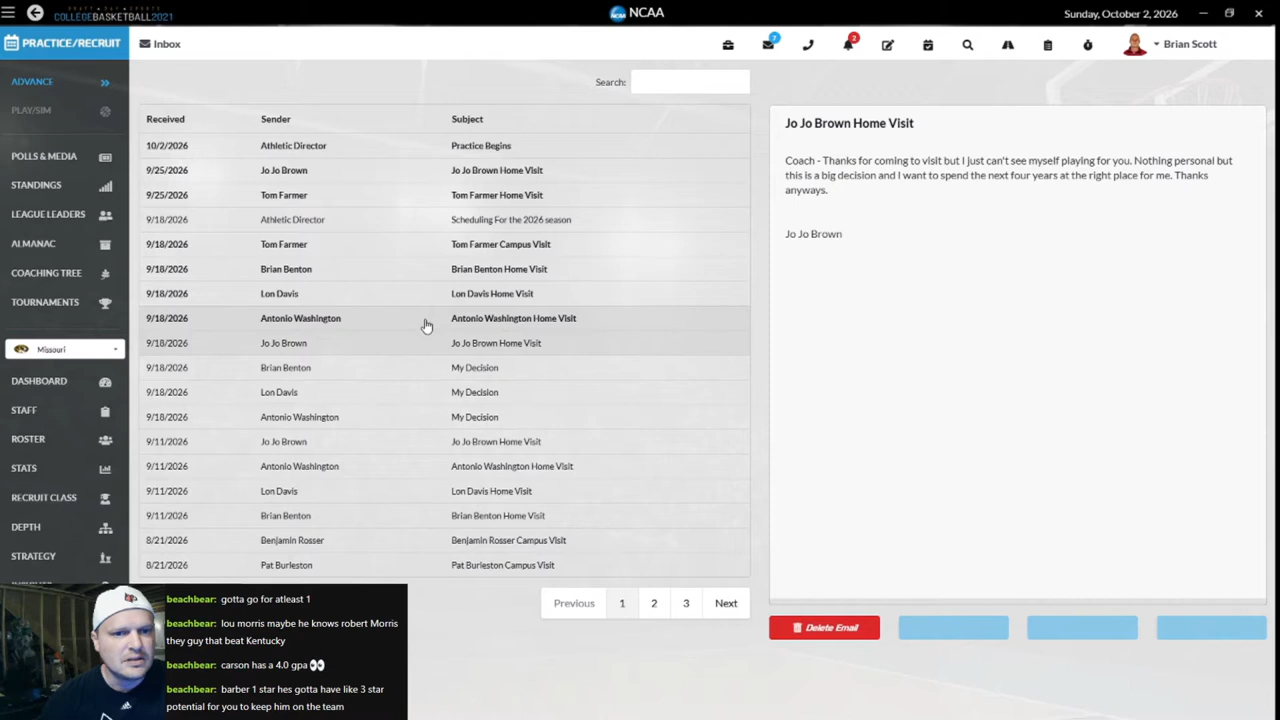 DRAFT DAY SPORTS
COLLEGEBASKETBALL2021
NCAA
Sunday, October 2, 2026
PRACTICE/RECRUIT
Inbox
7
2
Brian Scott
ADVANCE
PLAY/SIM
POLLS & MEDIA
STANDINGS
LEAGUE LEADERS
ALMANAC
COACHING TREE
TOURNAMENTS
Missouri
DASHBOARD
STAFF
ROSTER
STATS
RECRUIT CLASS
DEPTH
STRATEGY
Search:
Received Sender Subject
10/2/2026 Athletic Director Practice Begins
9/25/2026 Jo Jo Brown Jo Jo Brown Home Visit
9/25/2026 Tom Farmer Tom Farmer Home Visit
9/18/2026 Athletic Director Scheduling For the 2026 season
9/18/2026 Tom Farmer Tom Farmer Campus Visit
9/18/2026 Brian Benton Brian Benton Home Visit
9/18/2026 Lon Davis Lon Davis Home Visit
9/18/2026 Antonio Washington Antonio Washington Home Visit
9/18/2026 Jo Jo Brown Jo Jo Brown Home Visit
9/18/2026 Brian Benton My Decision
9/18/2026 Lon Davis My Decision
9/18/2026 Antonio Washington My Decision
9/11/2026 Jo Jo Brown Jo Jo Brown Home Visit
9/11/2026 Antonio Washington Antonio Washington Home Visit
9/11/2026 Lon Davis Lon Davis Home Visit
9/11/2026 Brian Benton Brian Benton Home Visit
8/21/2026 Benjamin Rosser Benjamin Rosser Campus Visit
8/21/2026 Pat Burleston Pat Burleston Campus Visit
Previous 1 2 3 Next
Jo Jo Brown Home Visit
Coach - Thanks for coming to visit but I just can't see myself playing for you. Nothing personal but
this is a big decision and I want to spend the next four years at the right place for me. Thanks
anyways.
Jo Jo Brown
Delete Email
beachbear: gotta go for atleast 1
beachbear: lou morris maybe he knows robert Morris
they guy that beat Kentucky
beachbear: carson has a 4.0 gpa 👀
beachbear: barber 1 star hes gotta have like 3 star
potential for you to keep him on the team